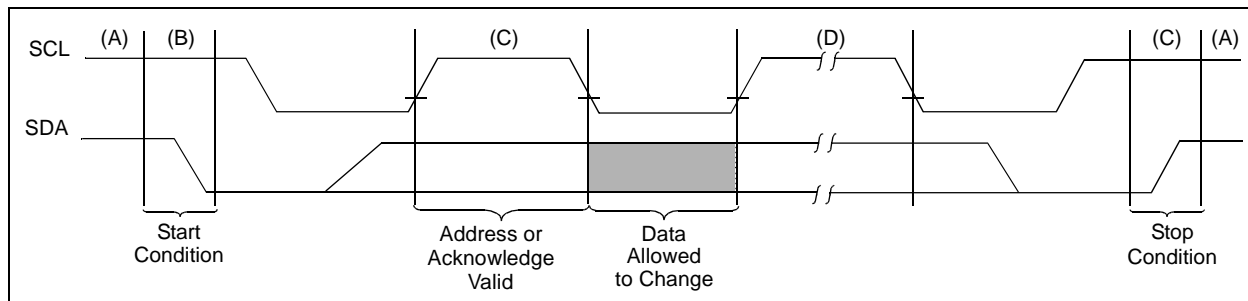 (A) (B) (C) (D) (C) (A)
SCL
SDA
Start
Condition
Address or
Acknowledge
Valid
Data
Allowed
to Change
Stop
Condition